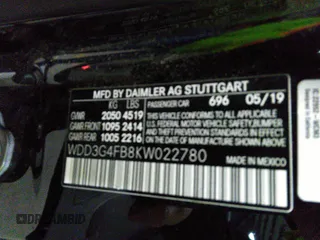 MFD BY DAIMLER AG STUTTGART
KG LBS PASSENGER CAR 696 05/19
GVWR 2050 4519 THIS VEHICLE CONFORMS TO ALL APPLICABLE
GAWR FRONT 1095 2414 U.S. FEDERAL MOTOR VEHICLE SAFETY,
GAWR REAR 1005 2216 BUMPER, AND THEFT PREVENTION STANDARDS
IN EFFECT ON THE DATE OF MANUFACTURE SHOWN ABOVE.
WDD3G4FB8KW022780 MADE IN MEXICO
DREAMBID